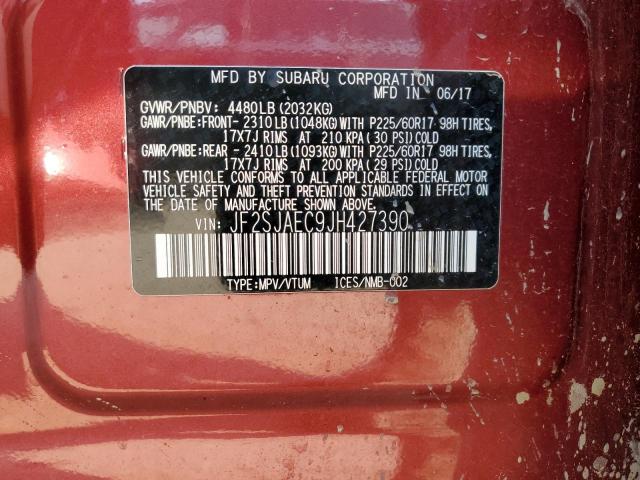 MFD BY SUBARU CORPORATION
MFD IN 06/17
GVWR/PNBV: 4480LB (2032KG)
GAWR/PNBE:FRONT- 2310LB (1048KG) WITH P225/60R17 98H TIRES,
17X7J RIMS AT 210 KPA (30 PSI) COLD
GAWR/PNBE:REAR - 2410LB (1093KG) WITH P225/60R17 98H TIRES,
17X7J RIMS AT 200 KPA (29 PSI) COLD
THIS VEHICLE CONFORMS TO ALL APPLICABLE FEDERAL MOTOR
VEHICLE SAFETY AND THEFT PREVENTION STANDARDS IN EFFECT ON
THE DATE OF MANUFACTURE SHOWN ABOVE.
VIN: JF2SJAEC9JH427390
TYPE:MPV/VTUM ICES/NMB-002